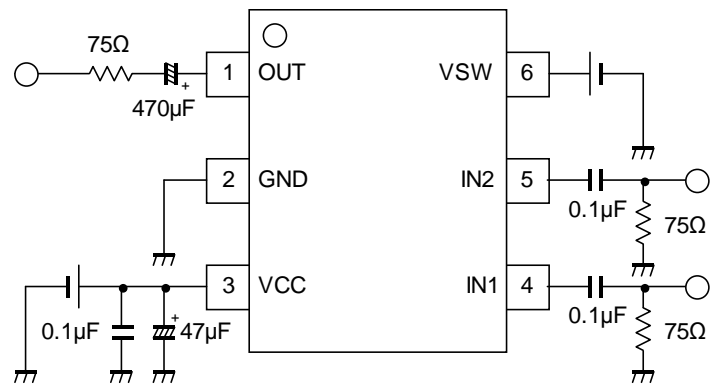 75Ω
470µF
+
1 OUT
VSW 6
2 GND
IN2 5
0.1µF
75Ω
3 VCC
IN1 4
0.1µF
+
47µF
0.1µF
75Ω